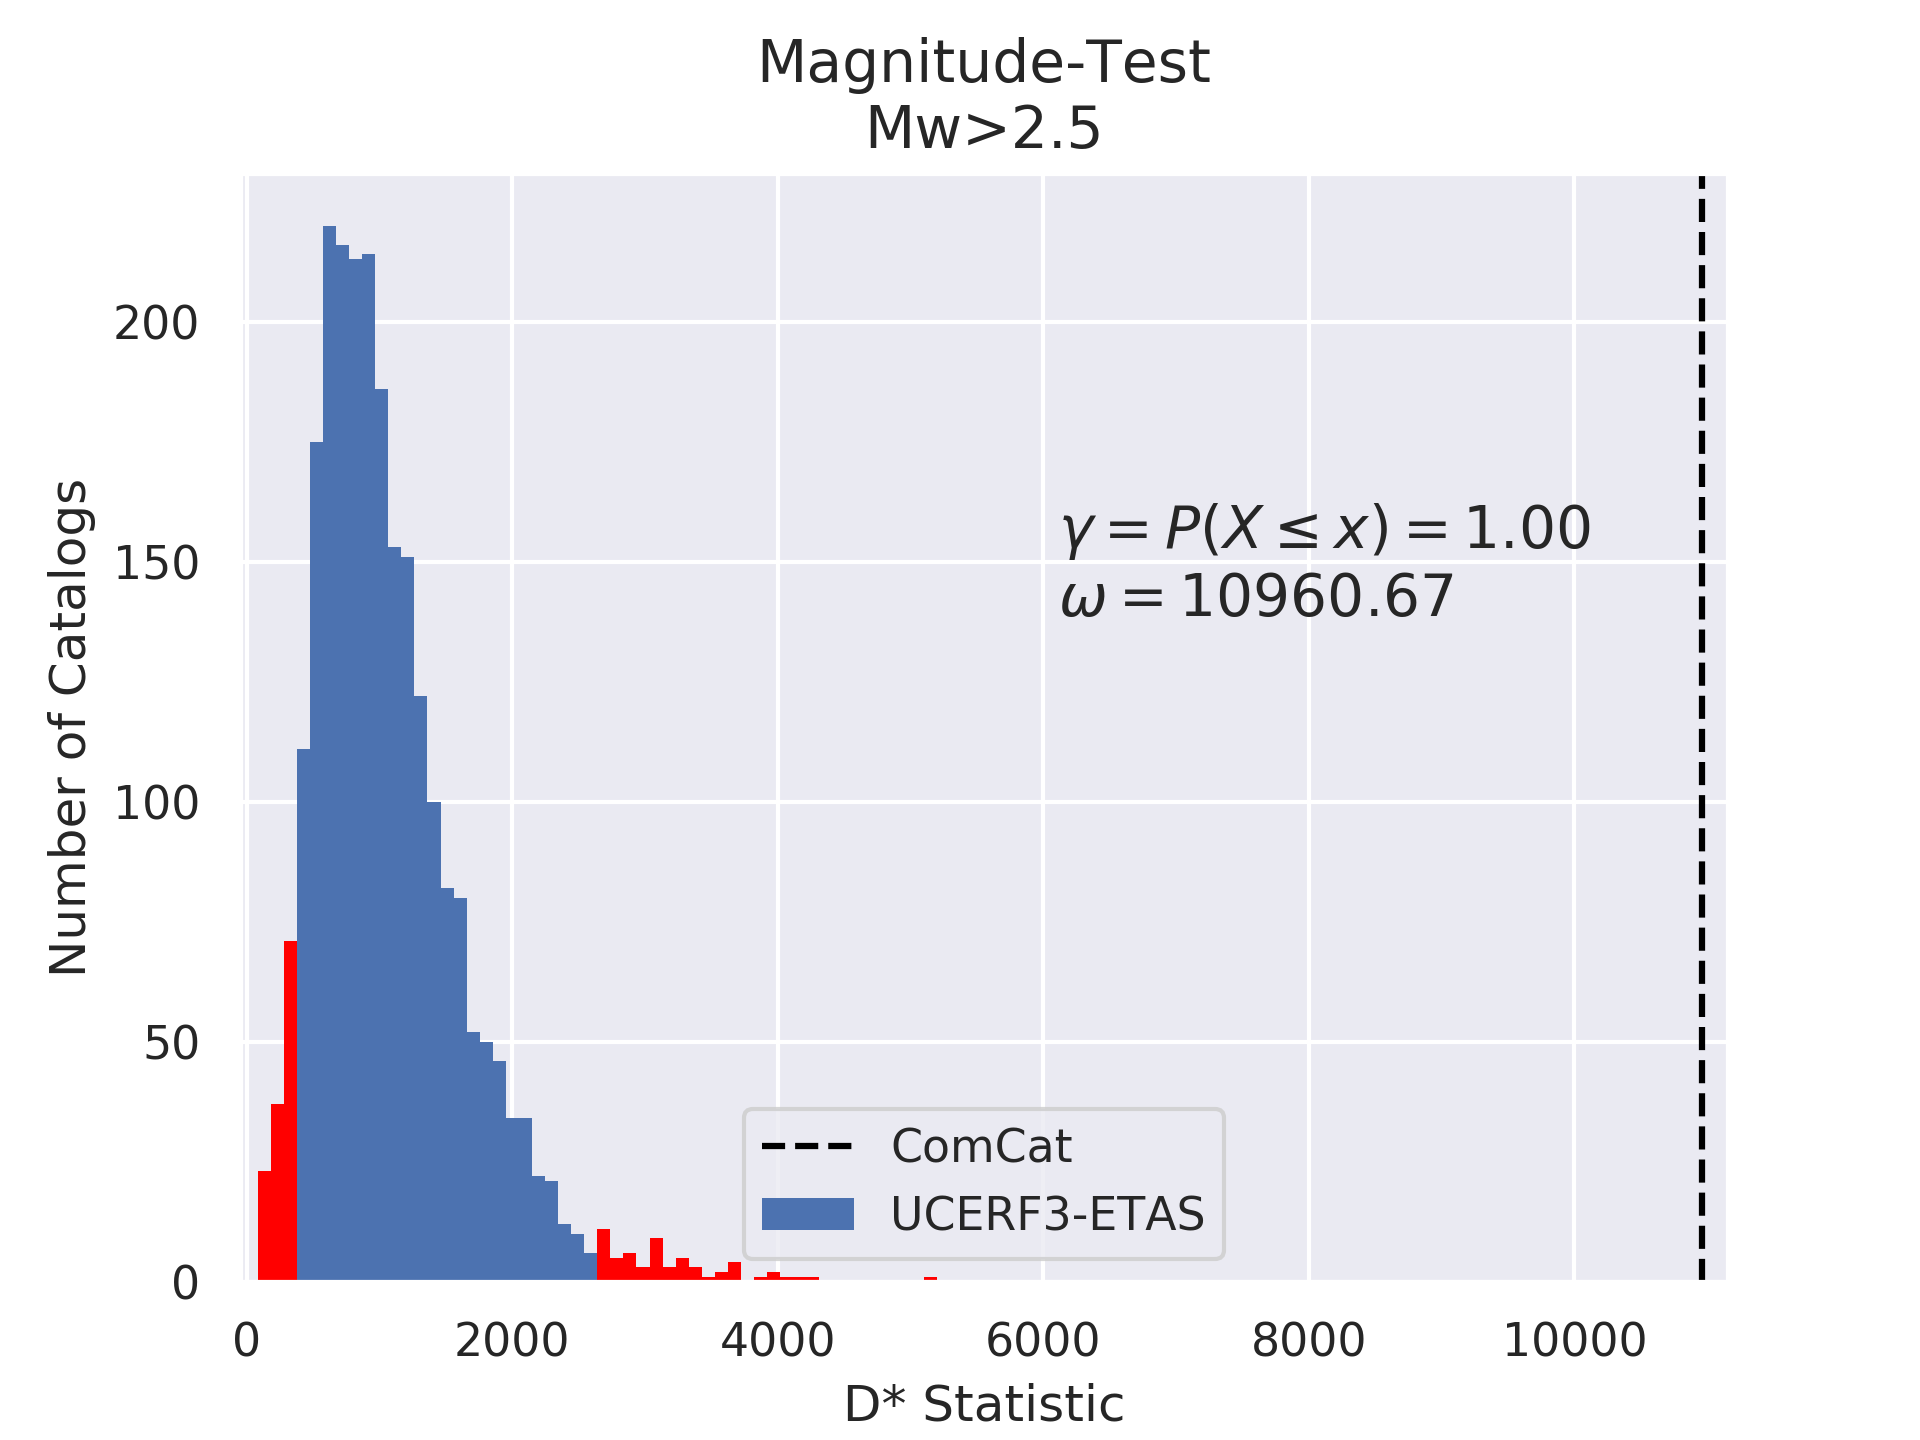 Magnitude-Test
Mw>2.5
Number of Catalogs
200
150
100
50
0
γ = P(X ≤ x) = 1.00
ω = 10960.67
ComCat
UCERF3-ETAS
0 2000 4000 6000 8000 10000
D* Statistic